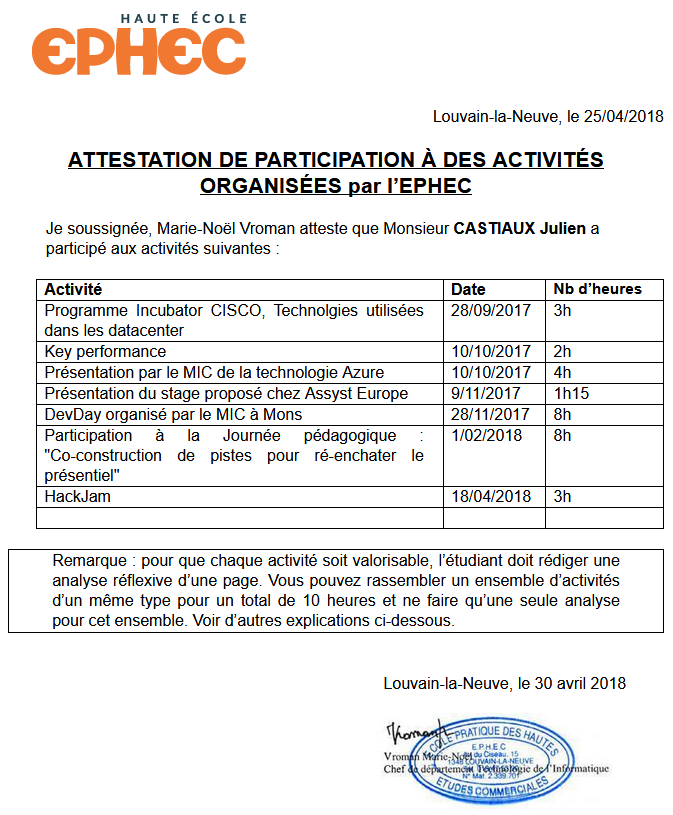 HAUTE ÉCOLE
EPHEC
Louvain-la-Neuve, le 25/04/2018
ATTESTATION DE PARTICIPATION À DES ACTIVITÉS
ORGANISÉES par l'EPHEC
Je soussignée, Marie-Noël Vroman atteste que Monsieur CASTIAUX Julien a
participé aux activités suivantes :
Activité Date Nb d'heures
Programme Incubator CISCO, Technolgies utilisées 28/09/2017 3h
dans les datacenter
Key performance 10/10/2017 2h
Présentation par le MIC de la technologie Azure 10/10/2017 4h
Présentation du stage proposé chez Assyst Europe 9/11/2017 1h15
DevDay organisé par le MIC à Mons 28/11/2017 8h
Participation à la Journée pédagogique : 1/02/2018 8h
"Co-construction de pistes pour ré-enchater le
présentiel"
HackJam 18/04/2018 3h
Remarque : pour que chaque activité soit valorisable, l'étudiant doit rédiger une
analyse réflexive d'une page. Vous pouvez rassembler un ensemble d'activités
d'un même type pour un total de 10 heures et ne faire qu'une seule analyse
pour cet ensemble. Voir d'autres explications ci-dessous.
Louvain-la-Neuve, le 30 avril 2018
Vroman
ECOLE PRATIQUE DES HAUTES
E.P.H.E.C
du Ciseau, 15
1348 LOUVAIN-LA-NEUVE
N° Mat. 2.339.701
ETUDES COMMERCIALES
Vroman Marie-Noël
Chef de département Technologie de l'Informatique